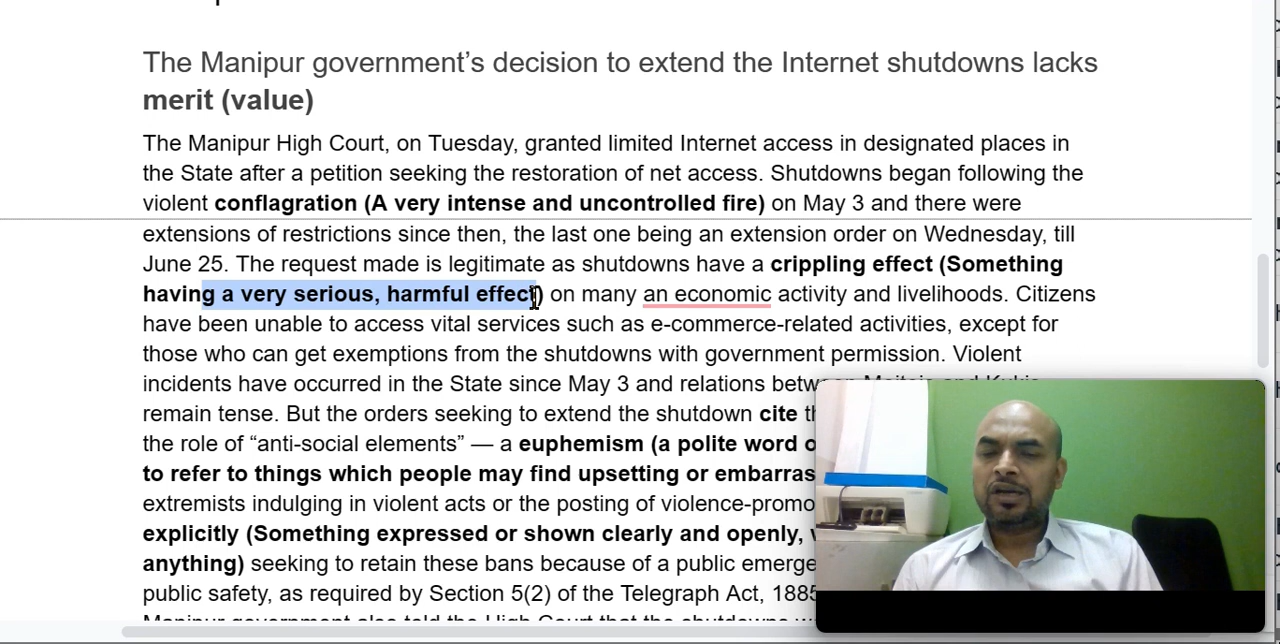 The Manipur government’s decision to extend the Internet shutdowns lacks
merit (value)
The Manipur High Court, on Tuesday, granted limited Internet access in designated places in
the State after a petition seeking the restoration of net access. Shutdowns began following the
violent conflagration (A very intense and uncontrolled fire) on May 3 and there were
extensions of restrictions since then, the last one being an extension order on Wednesday, till
June 25. The request made is legitimate as shutdowns have a crippling effect (Something
having a very serious, harmful effect) on many an economic activity and livelihoods. Citizens
have been unable to access vital services such as e-commerce-related activities, except for
those who can get exemptions from the shutdowns with government permission. Violent
incidents have occurred in the State since May 3 and relations
remain tense. But the orders seeking to extend the shutdown cite
the role of “anti-social elements” — a euphemism (a polite word
to refer to things which people may find upsetting or
extremists indulging in violent acts or the posting of
explicitly (Something expressed or shown clearly and openly,
anything) seeking to retain these bans because of a public
public safety, as required by Section 5(2) of the Telegraph Act, 1885
Manipur government also told the High Court that the shutdowns